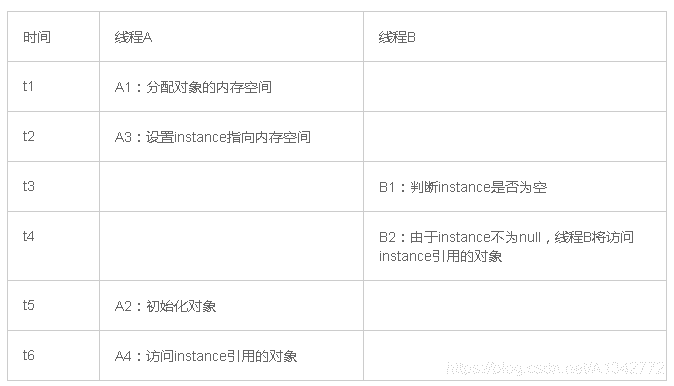 时间 线程A 线程B
t1 A1：分配对象的内存空间
t2 A3：设置instance指向内存空间
t3 B1：判断instance是否为空
t4 B2：由于instance不为null，线程B将访问
instance引用的对象
t5 A2：初始化对象
t6 A4：访问instance引用的对象